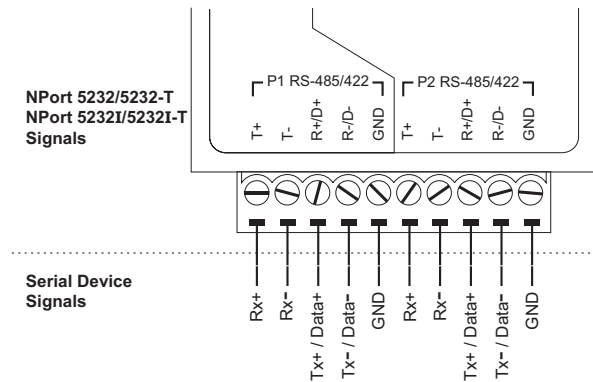 P1 RS-485/422
P2 RS-485/422
NPort 5232/5232-T
NPort 5232I/5232I-T
Signals
T+
T-
R+/D+
R-/D-
GND
T+
T-
R+/D+
R-/D-
GND
Serial Device
Signals
Rx+
Rx-
Tx+ / Data+
Tx- / Data-
GND
Rx+
Rx-
Tx+ / Data+
Tx- / Data-
GND